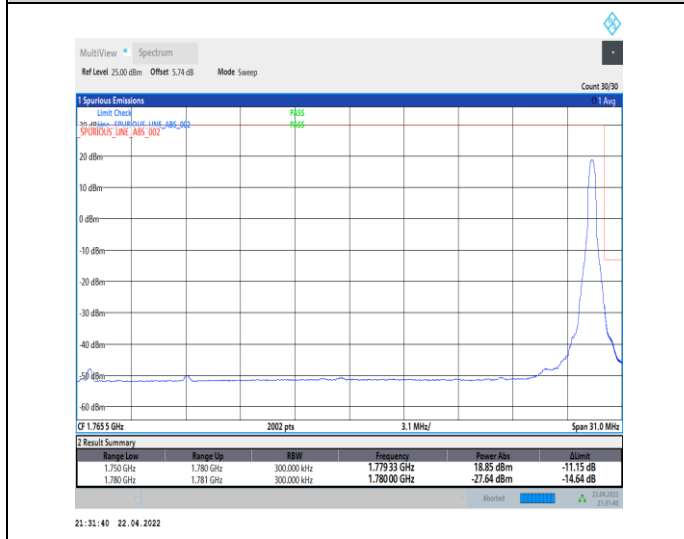 MultiView Spectrum
Ref Level 25.00 dBm Offset 5.74 dB Mode Sweep
Count 30/30
1 Spurious Emissions 1 Avg
Limit Check PASS
SPURIOUS_LINE_ABS_002 PASS
SPURIOUS_LINE_ABS_002
20 dBm
10 dBm
0 dBm
-10 dBm
-20 dBm
-30 dBm
-40 dBm
-50 dBm
-60 dBm
CF 1.765 5 GHz 2002 pts 3.1 MHz/ Span 31.0 MHz
2 Result Summary
Range Low Range Up RBW Frequency Power Abs ΔLimit
1.750 GHz 1.780 GHz 300.000 kHz 1.779 33 GHz 18.85 dBm -11.15 dB
1.780 GHz 1.781 GHz 300.000 kHz 1.780 00 GHz -27.64 dBm -14.64 dB
Aborted 22.04.2022
21:31:40
21:31:40 22.04.2022